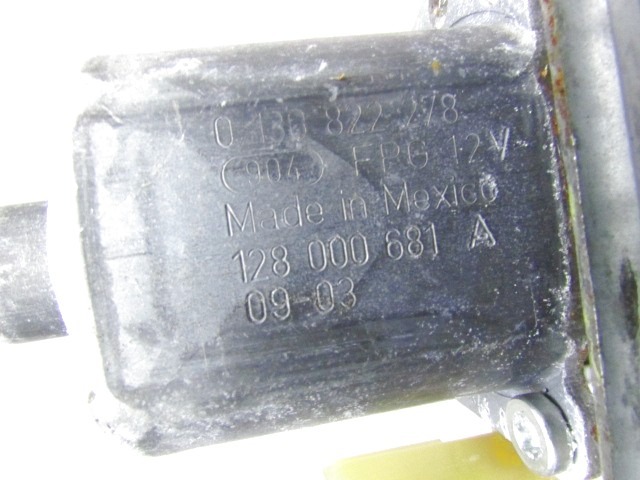 0 130 822 278
(904) FPG 12V
Made in Mexico
128 000 681 A
09 03